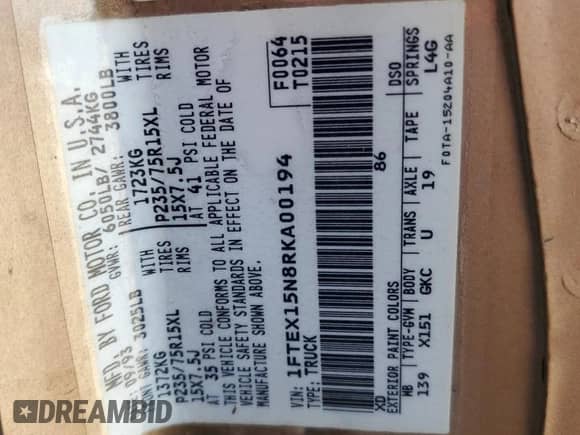 MFD. BY FORD MOTOR CO. IN U.S.A.
09/93 GVWR: 6050LB/ 2744KG
FRONT GAWR: 3025LB REAR GAWR: 3800LB
1372KG WITH 1723KG WITH
P235/75R15XL TIRES P235/75R15XL TIRES
15X7.5J RIMS 15X7.5J RIMS
AT 35 PSI COLD AT 41 PSI COLD
THIS VEHICLE CONFORMS TO ALL APPLICABLE FEDERAL MOTOR
VEHICLE SAFETY STANDARDS IN EFFECT ON THE DATE OF
MANUFACTURE SHOWN ABOVE.
F0064
T0215
VIN: 1FTEX15N8RKA00194
TYPE: TRUCK
XD 86
EXTERIOR PAINT COLORS DSO
WB TYPE-GVW BODY TRANS AXLE TAPE SPRINGS
139 X151 GKC U 19 L4G
F0TA-15204A10-AA
DREAMBID